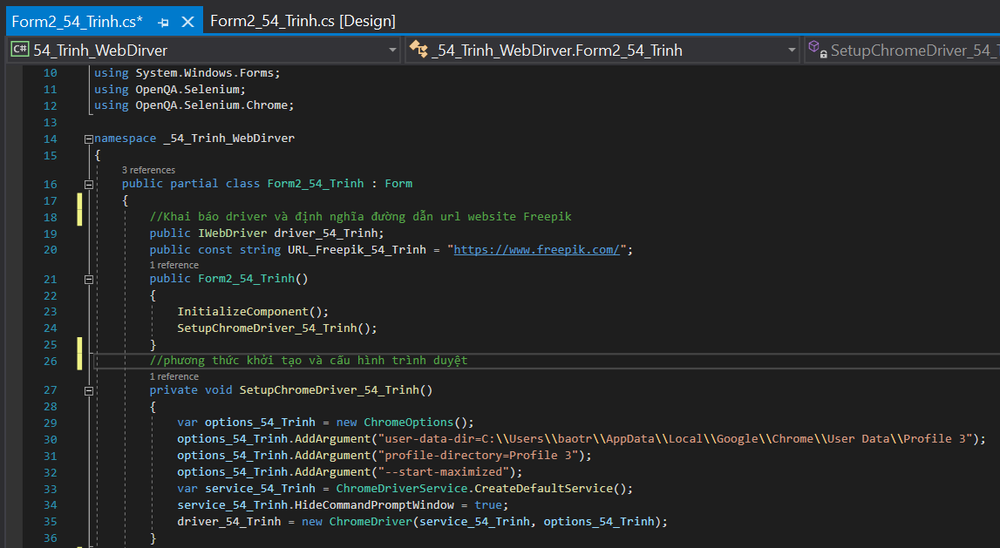 Form2_54_Trinh.cs*
Form2_54_Trinh.cs [Design]
C# 54_Trinh_WebDirver
_54_Trinh_WebDirver.Form2_54_Trinh
SetupChromeDriver_54_
10 using System.Windows.Forms;
11 using OpenQA.Selenium;
12 using OpenQA.Selenium.Chrome;
13
14 namespace _54_Trinh_WebDirver
15 {
3 references
16 public partial class Form2_54_Trinh : Form
17 {
18 //Khai báo driver và định nghĩa đường dẫn url website Freepik
19 public IWebDriver driver_54_Trinh;
20 public const string URL_Freepik_54_Trinh = "https://www.freepik.com/";
1 reference
21 public Form2_54_Trinh()
22 {
23 InitializeComponent();
24 SetupChromeDriver_54_Trinh();
25 }
26 //phương thức khởi tạo và cấu hình trình duyệt
1 reference
27 private void SetupChromeDriver_54_Trinh()
28 {
29 var options_54_Trinh = new ChromeOptions();
30 options_54_Trinh.AddArgument("user-data-dir=C:\\Users\\baotr\\AppData\\Local\\Google\\Chrome\\User Data\\Profile 3");
31 options_54_Trinh.AddArgument("profile-directory=Profile 3");
32 options_54_Trinh.AddArgument("--start-maximized");
33 var service_54_Trinh = ChromeDriverService.CreateDefaultService();
34 service_54_Trinh.HideCommandPromptWindow = true;
35 driver_54_Trinh = new ChromeDriver(service_54_Trinh, options_54_Trinh);
36 }